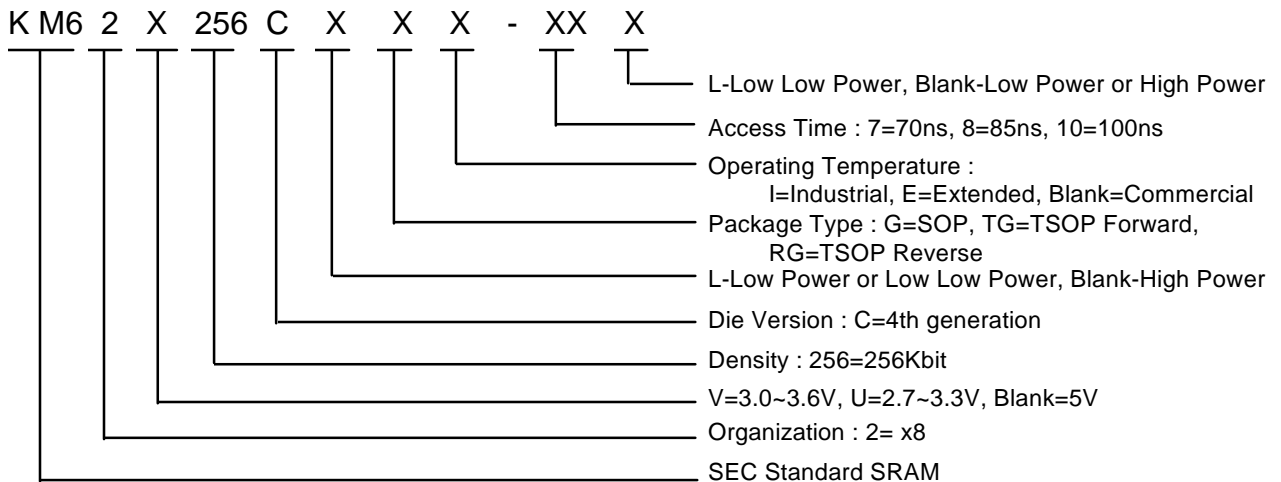 K M6 2 X 256 C X X X - XX X
L-Low Low Power, Blank-Low Power or High Power
Access Time : 7=70ns, 8=85ns, 10=100ns
Operating Temperature :
I=Industrial, E=Extended, Blank=Commercial
Package Type : G=SOP, TG=TSOP Forward,
RG=TSOP Reverse
L-Low Power or Low Low Power, Blank-High Power
Die Version : C=4th generation
Density : 256=256Kbit
V=3.0~3.6V, U=2.7~3.3V, Blank=5V
Organization : 2= x8
SEC Standard SRAM